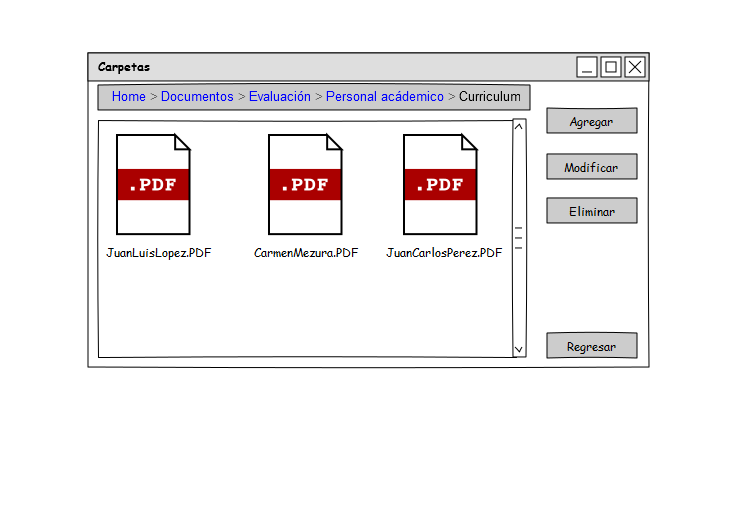 Carpetas
Home > Documentos > Evaluación > Personal acádemico > Curriculum
Agregar
.PDF .PDF .PDF
Modificar
Eliminar
JuanLuisLopez.PDF CarmenMezura.PDF JuanCarlosPerez.PDF
Regresar